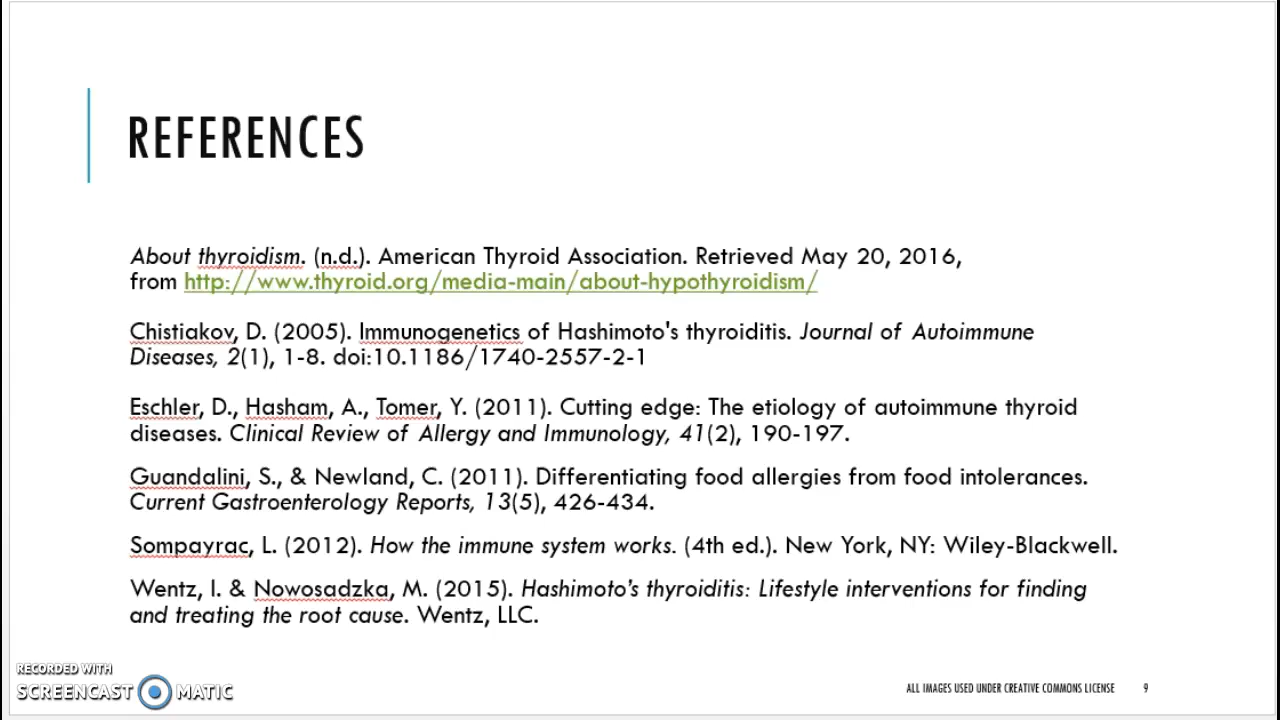 REFERENCES
About thyroidism. (n.d.). American Thyroid Association. Retrieved May 20, 2016,
from http://www.thyroid.org/media-main/about-hypothyroidism/
Chistiakov, D. (2005). Immunogenetics of Hashimoto's thyroiditis. Journal of Autoimmune
Diseases, 2(1), 1-8. doi:10.1186/1740-2557-2-1
Eschler, D., Hasham, A., Tomer, Y. (2011). Cutting edge: The etiology of autoimmune thyroid
diseases. Clinical Review of Allergy and Immunology, 41(2), 190-197.
Guandalini, S., & Newland, C. (2011). Differentiating food allergies from food intolerances.
Current Gastroenterology Reports, 13(5), 426-434.
Sompayrac, L. (2012). How the immune system works. (4th ed.). New York, NY: Wiley-Blackwell.
Wentz, I. & Nowosadzka, M. (2015). Hashimoto’s thyroiditis: Lifestyle interventions for finding
and treating the root cause. Wentz, LLC.
RECORDED WITH
SCREENCAST MATIC
ALL IMAGES USED UNDER CREATIVE COMMONS LICENSE 9